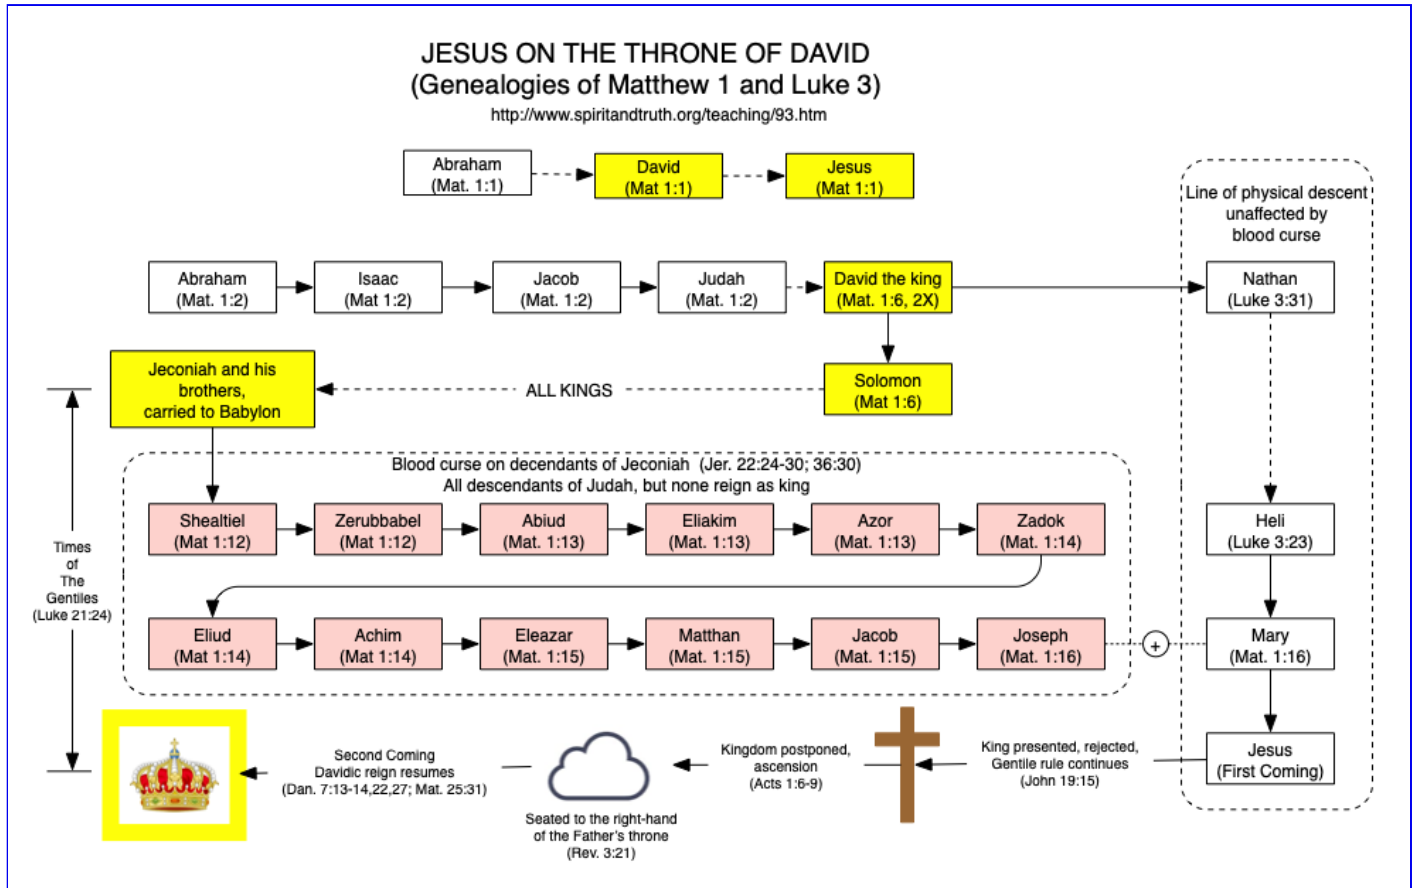 JESUS ON THE THRONE OF DAVID
(Genealogies of Matthew 1 and Luke 3)
http://www.spiritandtruth.org/teaching/93.htm
Abraham
(Mat. 1:1)
David
(Mat 1:1)
Jesus
(Mat 1:1)
Line of physical descent
unaffected by
blood curse
Abraham
(Mat. 1:2)
Isaac
(Mat 1:2)
Jacob
(Mat. 1:2)
Judah
(Mat. 1:2)
David the king
(Mat. 1:6, 2X)
Nathan
(Luke 3:31)
Jeconiah and his
brothers,
carried to Babylon
ALL KINGS
Solomon
(Mat 1:6)
Blood curse on decendants of Jeconiah (Jer. 22:24-30; 36:30)
All descendants of Judah, but none reign as king
Shealtiel
(Mat 1:12)
Zerubbabel
(Mat 1:12)
Abiud
(Mat. 1:13)
Eliakim
(Mat. 1:13)
Azor
(Mat. 1:13)
Zadok
(Mat. 1:14)
Heli
(Luke 3:23)
Times
of
The
Gentiles
(Luke 21:24)
Eliud
(Mat 1:14)
Achim
(Mat 1:14)
Eleazar
(Mat. 1:15)
Matthan
(Mat. 1:15)
Jacob
(Mat. 1:15)
Joseph
(Mat. 1:16)
+
Mary
(Mat. 1:16)
Second Coming
Davidic reign resumes
(Dan. 7:13-14,22,27; Mat. 25:31)
Seated to the right-hand
of the Father's throne
(Rev. 3:21)
Kingdom postponed,
ascension
(Acts 1:6-9)
King presented, rejected,
Gentile rule continues
(John 19:15)
Jesus
(First Coming)